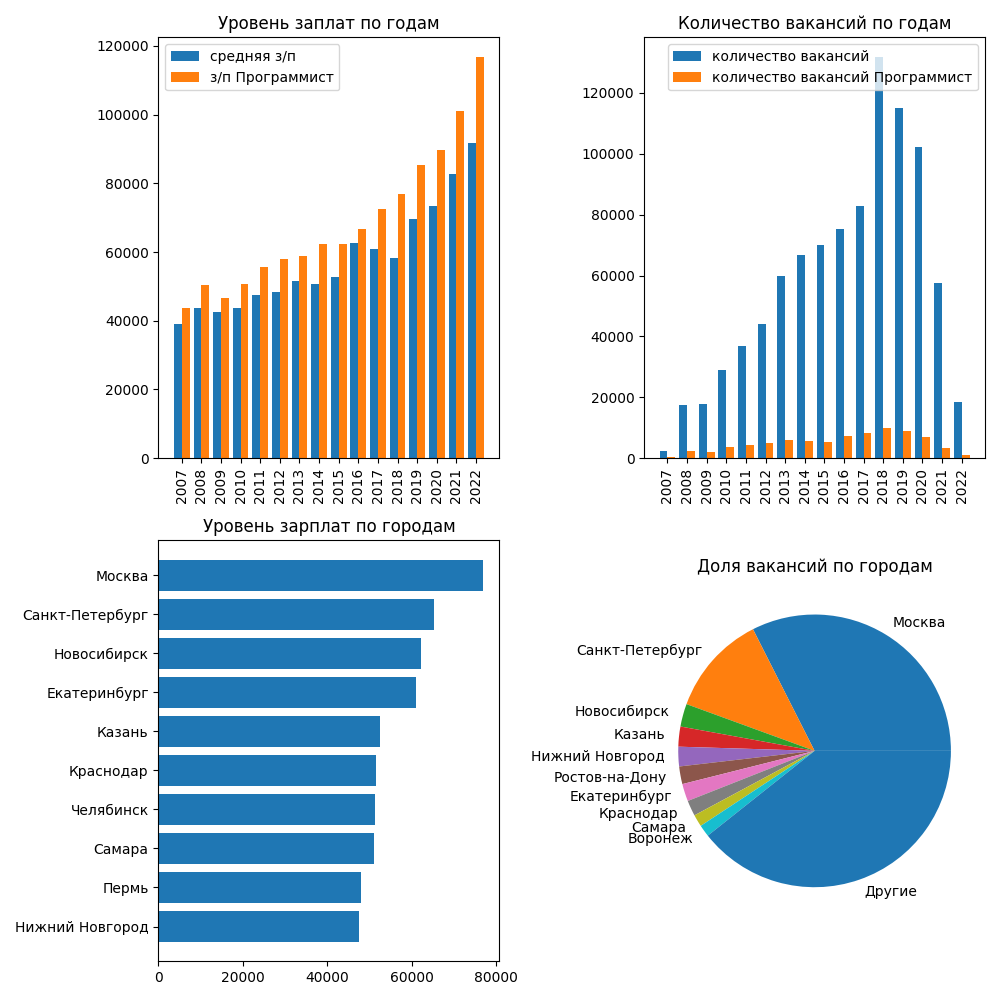 Уровень заплат по годам
120000
100000
80000
60000
40000
20000
0
средняя з/п
з/п Программист
2007 2008 2009 2010 2011 2012 2013 2014 2015 2016 2017 2018 2019 2020 2021 2022
Количество вакансий по годам
120000
100000
80000
60000
40000
20000
0
количество вакансий
количество вакансий Программист
2007 2008 2009 2010 2011 2012 2013 2014 2015 2016 2017 2018 2019 2020 2021 2022
Уровень зарплат по городам
Москва
Санкт-Петербург
Новосибирск
Екатеринбург
Казань
Краснодар
Челябинск
Самара
Пермь
Нижний Новгород
0 20000 40000 60000 80000
Доля вакансий по городам
Москва
Санкт-Петербург
Новосибирск
Казань
Нижний Новгород
Ростов-на-Дону
Екатеринбург
Краснодар
Самара
Воронеж
Другие